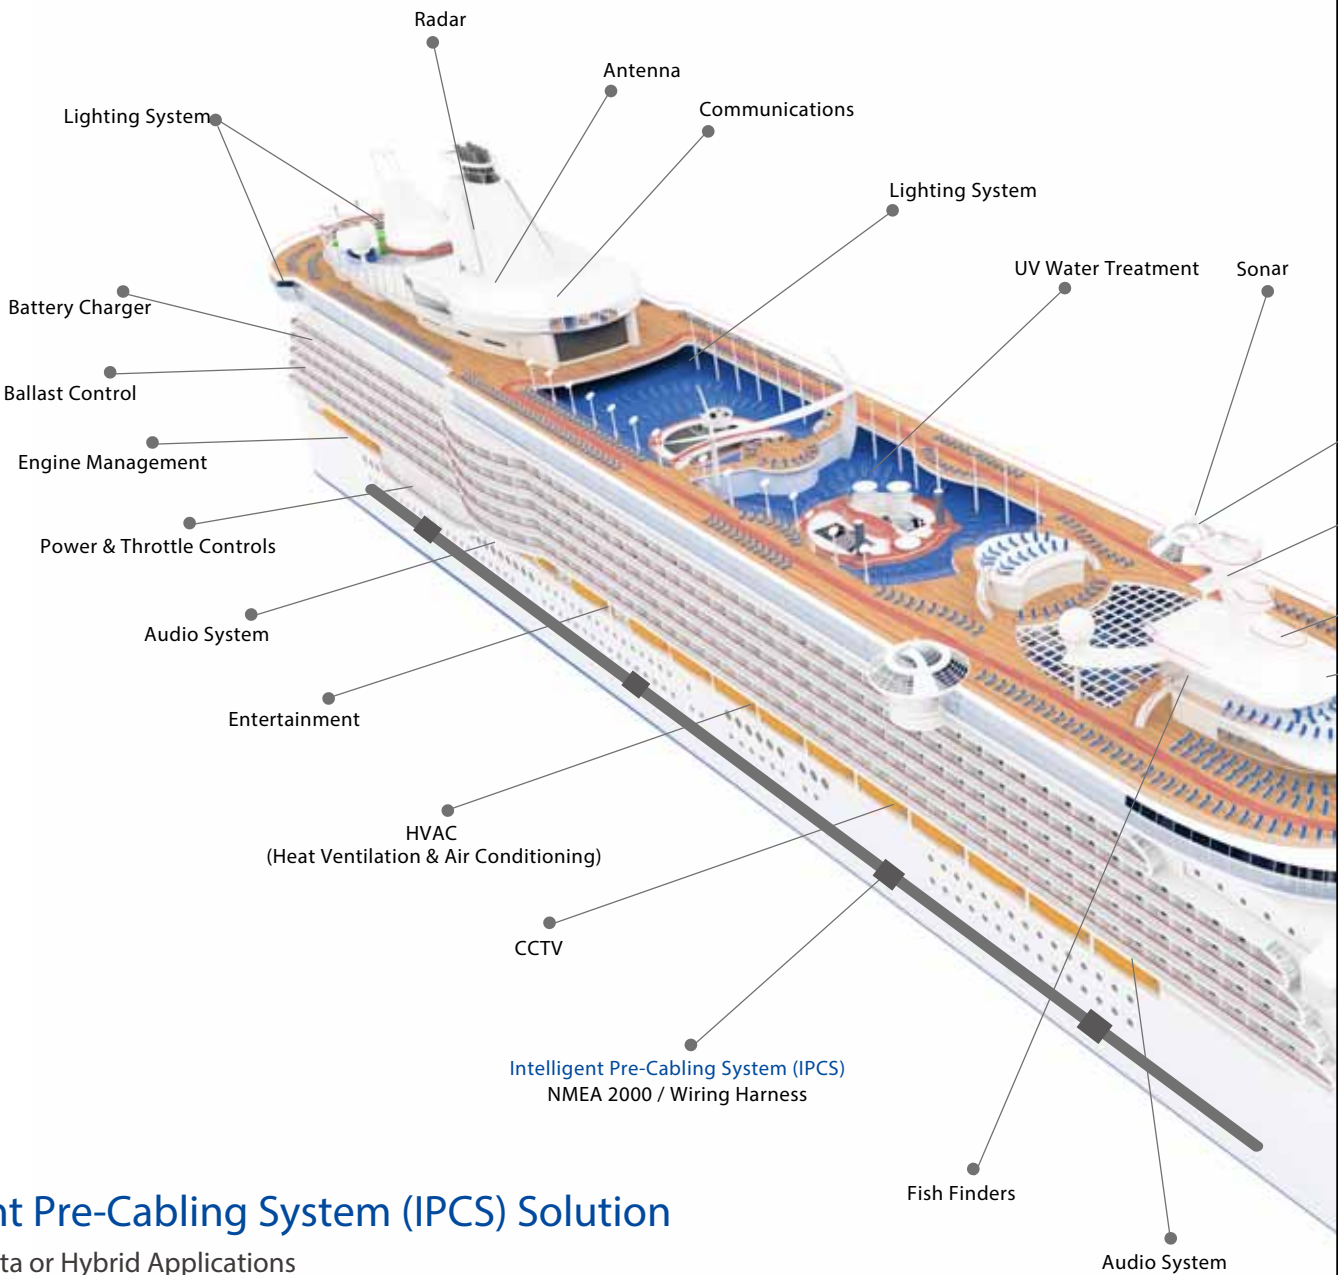 Radar
Antenna
Communications
Lighting System
Lighting System
UV Water Treatment
Sonar
Battery Charger
Ballast Control
Engine Management
Power & Throttle Controls
Audio System
Entertainment
HVAC
(Heat Ventilation & Air Conditioning)
CCTV
Intelligent Pre-Cabling System (IPCS)
NMEA 2000 / Wiring Harness
Fish Finders
Audio System
nt Pre-Cabling System (IPCS) Solution
ta or Hybrid Applications